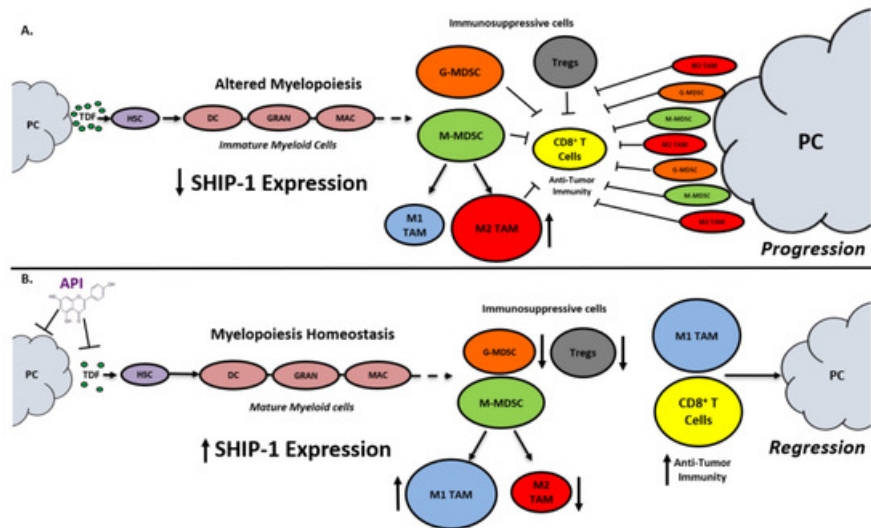 A.
Immunosuppressive cells
Altered Myelopoiesis
G-MDSC
Tregs
M2 TAM
G-MDSC
M-MDSC
M2 TAM
G-MDSC
M-MDSC
M2 TAM
PC
TDF
HSC
DC
GRAN
MAC
Immature Myeloid Cells
M-MDSC
CD8⁺ T
Cells
Anti-Tumor
Immunity
PC
SHIP-1 Expression
M1
TAM
M2 TAM
Progression
B.
API
HO
O
OH
OH
O
Immunosuppressive cells
Myelopoiesis Homeostasis
G-MDSC
Tregs
M1 TAM
PC
TDF
HSC
DC
GRAN
MAC
Mature Myeloid cells
M-MDSC
CD8⁺ T
Cells
PC
SHIP-1 Expression
M1 TAM
M2
TAM
Anti-Tumor
Immunity
Regression